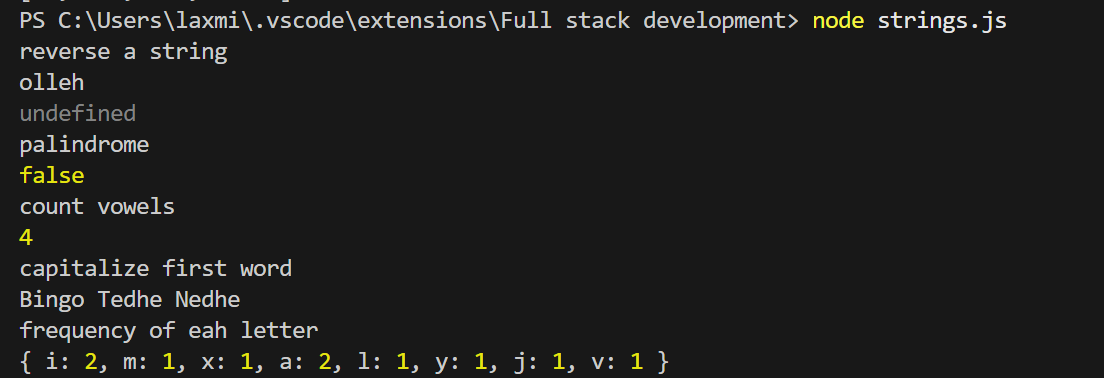 PS C:\Users\laxmi\.vscode\extensions\Full stack development> node strings.js
reverse a string
olleh
undefined
palindrome
false
count vowels
4
capitalize first word
Bingo Tedhe Nedhe
frequency of eah letter
{ i: 2, m: 1, x: 1, a: 2, l: 1, y: 1, j: 1, v: 1 }